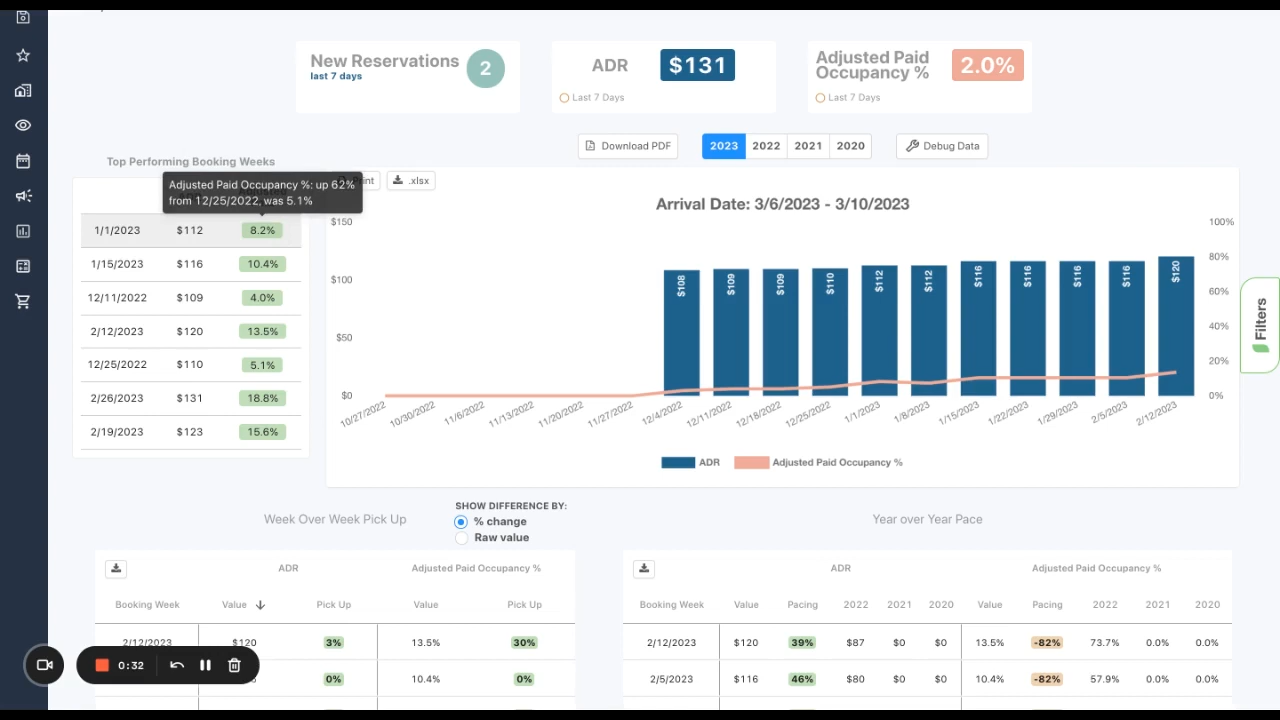 New Reservations
last 7 days
2
ADR
$131
Last 7 Days
Adjusted Paid
Occupancy %
2.0%
Last 7 Days
Download PDF
2023
2022
2021
2020
Debug Data
Top Performing Booking Weeks
Adjusted Paid Occupancy %: up 62%
from 12/25/2022, was 5.1%
1/1/2023 $112 8.2%
1/15/2023 $116 10.4%
12/11/2022 $109 4.0%
2/12/2023 $120 13.5%
12/25/2022 $110 5.1%
2/26/2023 $131 18.8%
2/19/2023 $123 15.6%
.xlsx
Arrival Date: 3/6/2023 - 3/10/2023
$150
$100
$50
$0
100%
80%
60%
40%
20%
0%
$108
$109
$109
$110
$112
$112
$116
$116
$116
$116
$120
10/27/2022
10/30/2022
11/6/2022
11/13/2022
11/20/2022
11/27/2022
12/4/2022
12/11/2022
12/18/2022
12/25/2022
1/1/2023
1/8/2023
1/15/2023
1/22/2023
1/29/2023
2/5/2023
2/12/2023
ADR
Adjusted Paid Occupancy %
Filters
Week Over Week Pick Up
SHOW DIFFERENCE BY:
% change
Raw value
Year over Year Pace
ADR Adjusted Paid Occupancy %
Booking Week Value Pick Up Value Pick Up
2/12/2023 $120 3% 13.5% 30%
0% 10.4% 0%
ADR Adjusted Paid Occupancy %
Booking Week Value Pacing 2022 2021 2020 Value Pacing 2022 2021 2020
2/12/2023 $120 39% $87 $0 $0 13.5% -82% 73.7% 0.0% 0.0%
2/5/2023 $116 46% $80 $0 $0 10.4% -82% 57.9% 0.0% 0.0%
0:32